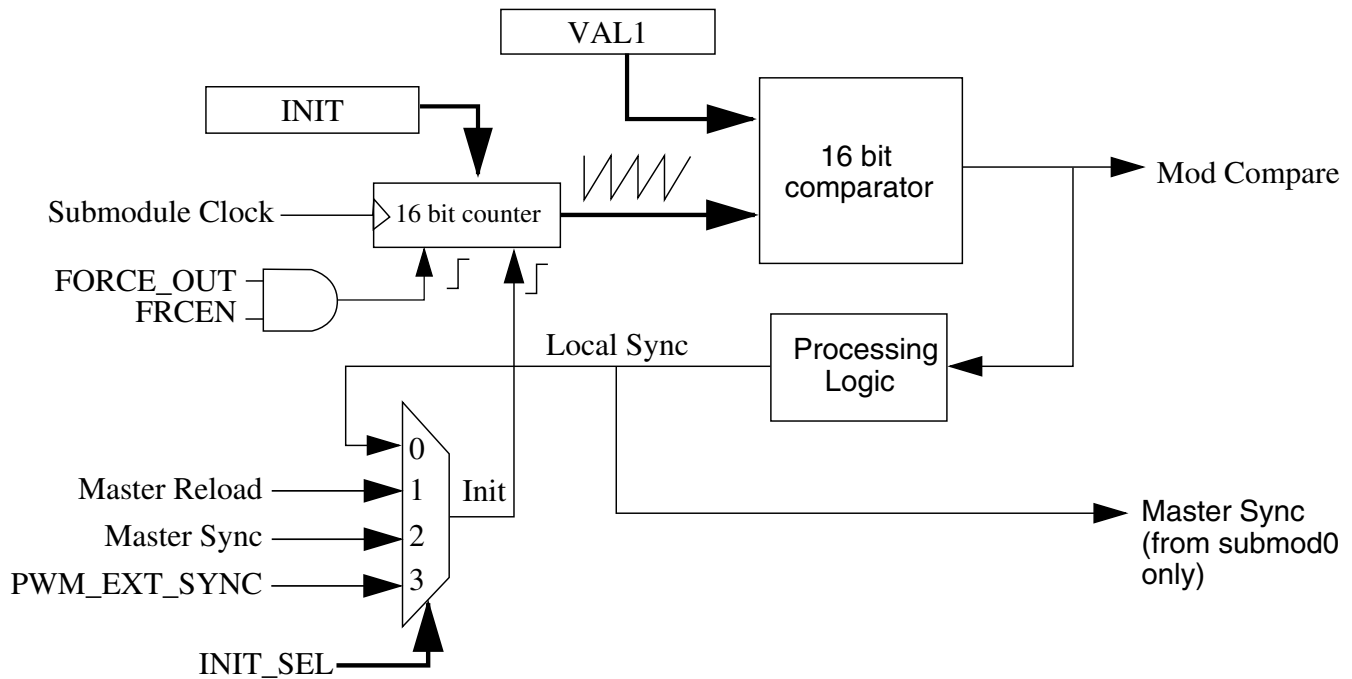 VAL1
INIT
16 bit
comparator
Mod Compare
Submodule Clock
16 bit counter
FORCE_OUT
FRCEN
Local Sync
Processing
Logic
0
Master Reload
1
Init
Master Sync
2
Master Sync
(from submod0
only)
PWM_EXT_SYNC
3
INIT_SEL